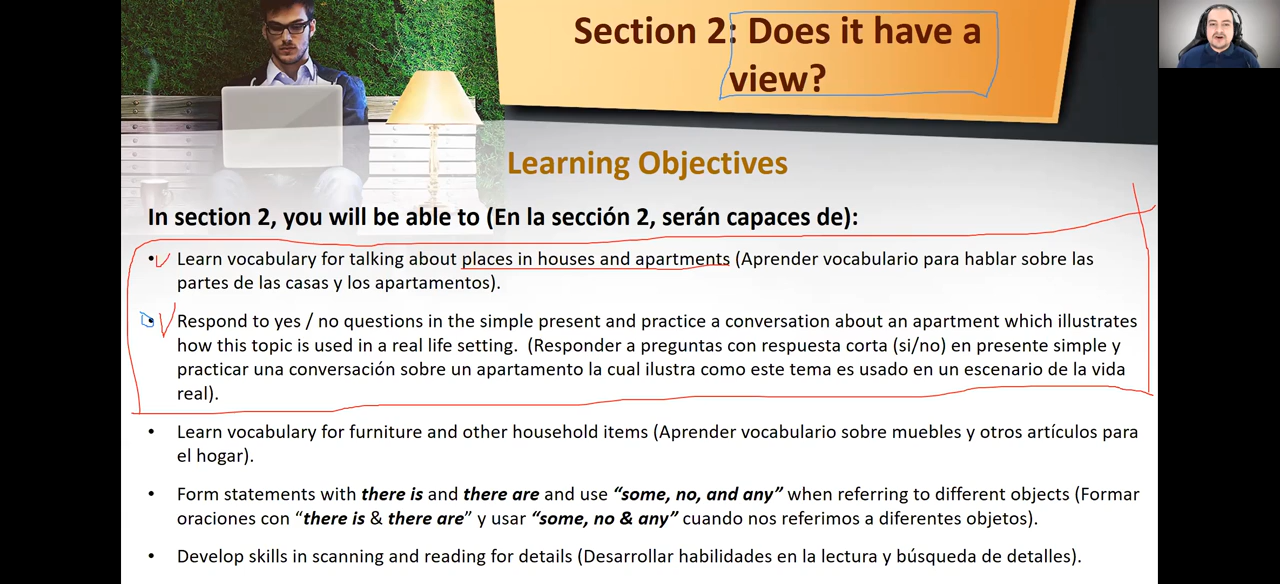 Section 2: Does it have a
view?
Learning Objectives
In section 2, you will be able to (En la sección 2, serán capaces de):
• Learn vocabulary for talking about places in houses and apartments (Aprender vocabulario para hablar sobre las
partes de las casas y los apartamentos).
• Respond to yes / no questions in the simple present and practice a conversation about an apartment which illustrates
how this topic is used in a real life setting. (Responder a preguntas con respuesta corta (si/no) en presente simple y
practicar una conversación sobre un apartamento la cual ilustra como este tema es usado en un escenario de la vida
real).
• Learn vocabulary for furniture and other household items (Aprender vocabulario sobre muebles y otros artículos para
el hogar).
• Form statements with there is and there are and use “some, no, and any” when referring to different objects (Formar
oraciones con “there is & there are” y usar “some, no & any” cuando nos referimos a diferentes objetos).
• Develop skills in scanning and reading for details (Desarrollar habilidades en la lectura y búsqueda de detalles).